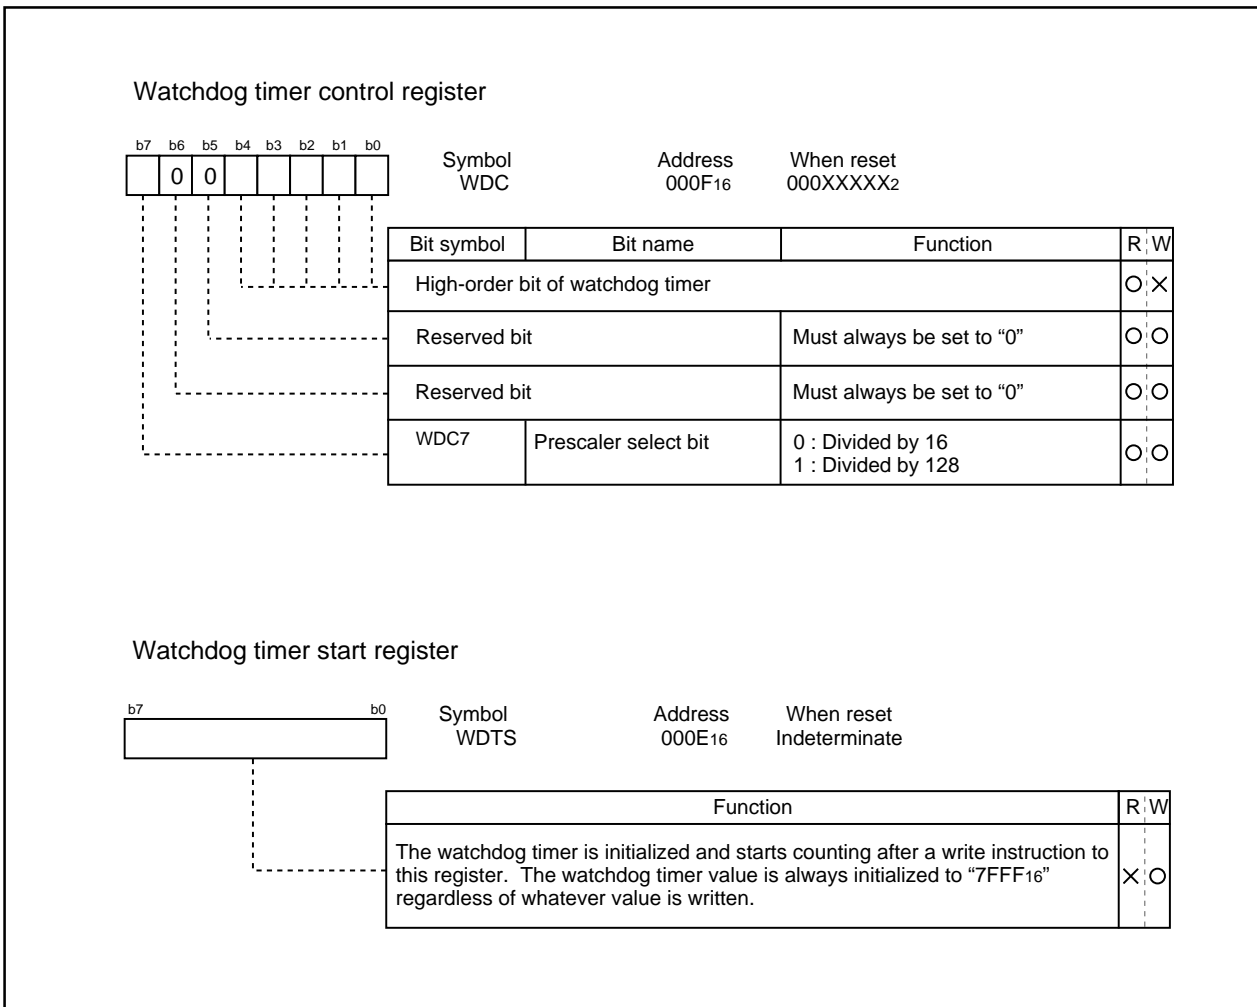 Watchdog timer control register
b7 b6 b5 b4 b3 b2 b1 b0
0 0
Symbol Address When reset
WDC 000F16 000XXXXX2
Bit symbol Bit name Function R W
High-order bit of watchdog timer
Reserved bit Must always be set to “0”
Reserved bit Must always be set to “0”
WDC7 Prescaler select bit 0 : Divided by 16
1 : Divided by 128
Watchdog timer start register
b7 b0
Symbol Address When reset
WDTS 000E16 Indeterminate
Function R W
The watchdog timer is initialized and starts counting after a write instruction to
this register. The watchdog timer value is always initialized to “7FFF16”
regardless of whatever value is written.